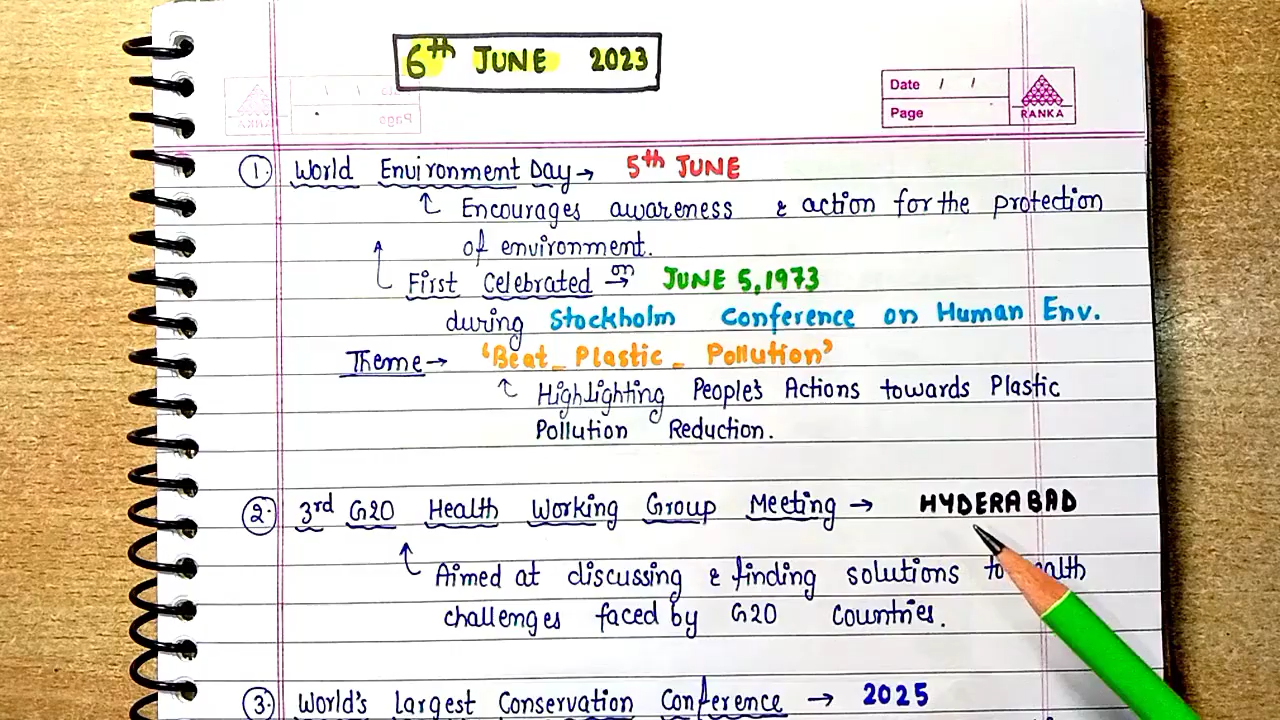 6th JUNE 2023
Date / /
Page
RANKA
1. World Environment Day → 5th JUNE
Encourages awareness & action for the protection
of environment.
First Celebrated on → JUNE 5, 1973
during Stockholm Conference on Human Env.
Theme → 'Beat_Plastic_Pollution'
Highlighting People's Actions towards Plastic
Pollution Reduction.
2. 3rd G20 Health Working Group Meeting → HYDERABAD
Aimed at discussing & finding solutions to
challenges faced by G20 Countries.
3. World's largest Conservation Conference → 2025